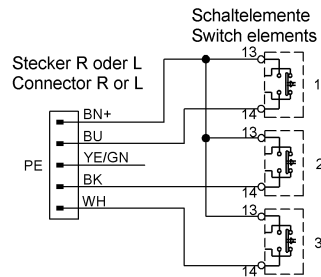 Schaltelemente
Switch elements
Stecker R oder L
Connector R or L
13
1
14
BN+
BU
YE/GN
PE
BK
WH
13
2
14
13
3
14